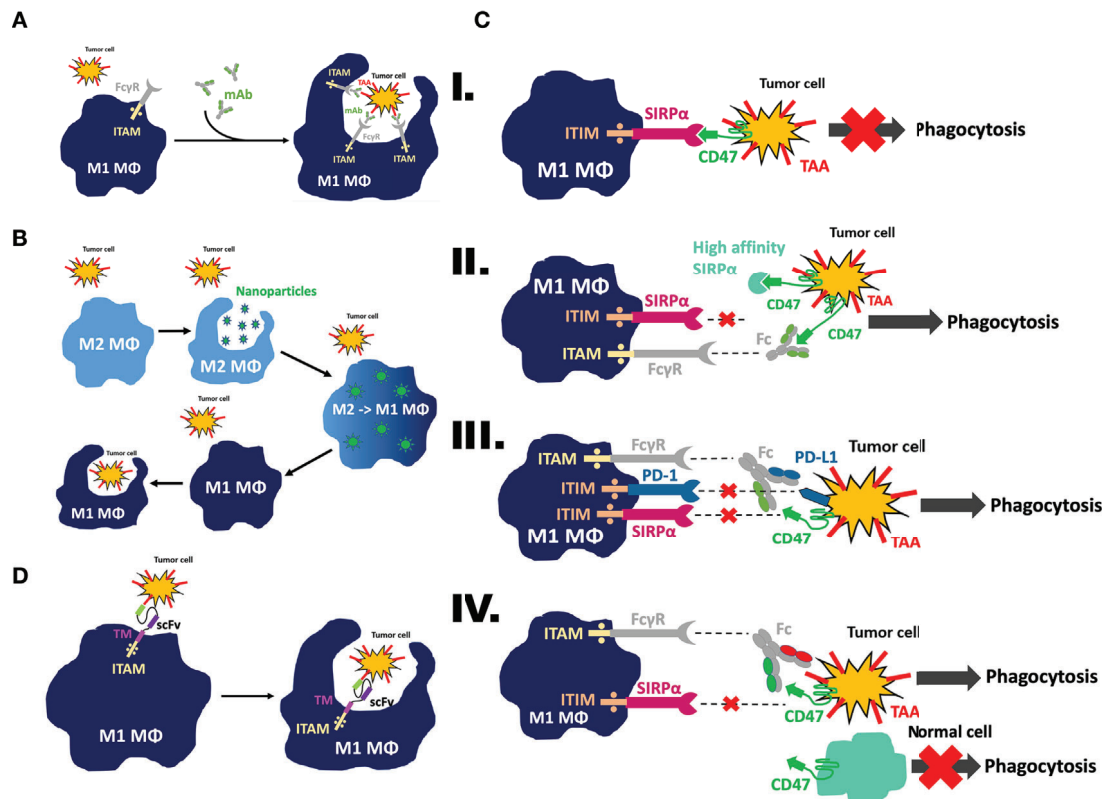 A
Tumor cell
FcγR
ITAM
M1 MΦ
mAb
ITAM
TAA
Tumor cell
mAb
FcγR
ITAM
ITAM
M1 MΦ
B
Tumor cell
M2 MΦ
Tumor cell
Nanoparticles
M2 MΦ
Tumor cell
M2 -> M1 MΦ
Tumor cell
M1 MΦ
Tumor cell
M1 MΦ
D
Tumor cell
scFv
TM
ITAM
M1 MΦ
Tumor cell
TM
scFv
ITAM
M1 MΦ
C
I.
Tumor cell
SIRPα
ITIM
M1 MΦ
CD47
TAA
Phagocytosis
II.
Tumor cell
High affinity
SIRPα
M1 MΦ
SIRPα
ITIM
CD47
TAA
CD47
Phagocytosis
ITAM
FcγR
Fc
III.
Tumor cell
FcγR
ITAM
Fc
PD-L1
PD-1
ITIM
ITIM
M1 MΦ
SIRPα
CD47
TAA
Phagocytosis
IV.
FcγR
ITAM
Fc
Tumor cell
SIRPα
ITIM
M1 MΦ
CD47
TAA
Phagocytosis
Normal cell
CD47
Phagocytosis